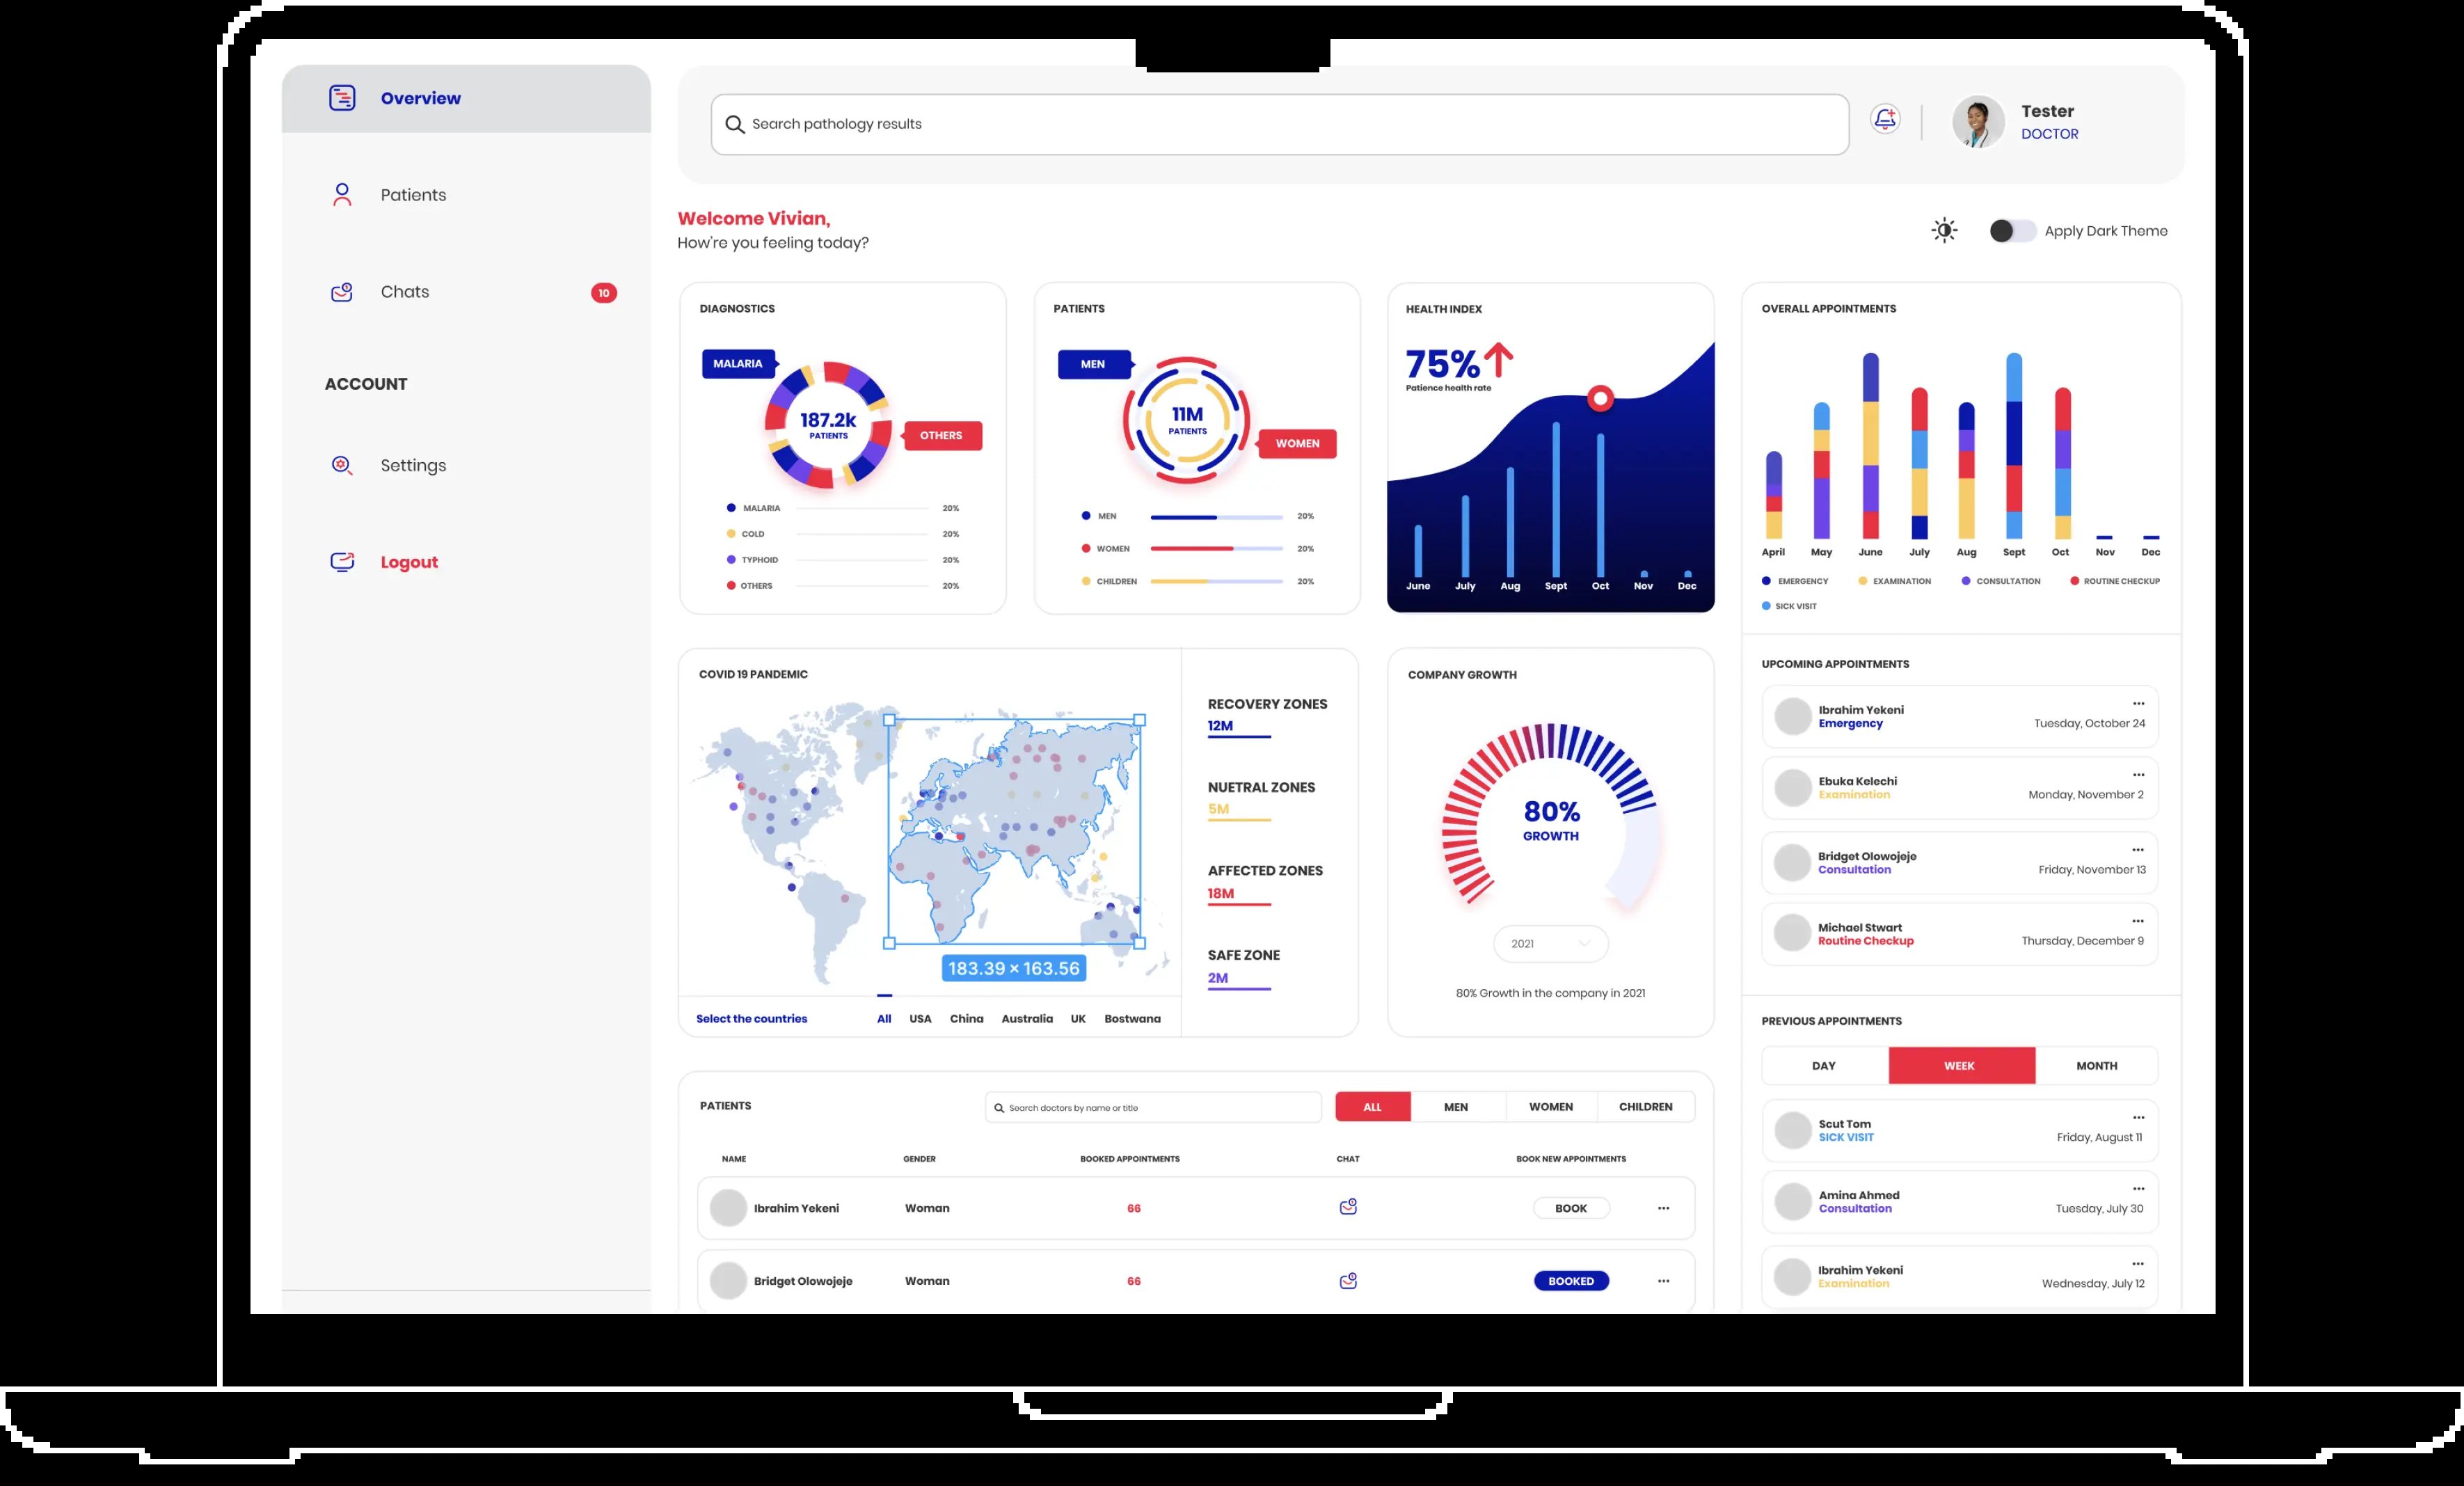 Overview
Patients
Chats
10
ACCOUNT
Settings
Logout
Search pathology results
Tester
DOCTOR
Welcome Vivian,
How're you feeling today?
Apply Dark Theme
DIAGNOSTICS
MALARIA
187.2k
PATIENTS
OTHERS
MALARIA 20%
COLD 20%
TYPHOID 20%
OTHERS 20%
PATIENTS
MEN
11M
PATIENTS
WOMEN
MEN 20%
WOMEN 20%
CHILDREN 20%
HEALTH INDEX
75%
Patience health rate
June July Aug Sept Oct Nov Dec
OVERALL APPOINTMENTS
April May June July Aug Sept Oct Nov Dec
EMERGENCY EXAMINATION CONSULTATION ROUTINE CHECKUP
SICK VISIT
COVID 19 PANDEMIC
183.39 × 163.56
Select the countries All USA China Australia UK Bostwana
RECOVERY ZONES
12M
NUETRAL ZONES
5M
AFFECTED ZONES
18M
SAFE ZONE
2M
COMPANY GROWTH
80%
GROWTH
2021
80% Growth in the company in 2021
UPCOMING APPOINTMENTS
Ibrahim Yekeni
Emergency
Tuesday, October 24
Ebuka Kelechi
Examination
Monday, November 2
Bridget Olowojeje
Consultation
Friday, November 13
Michael Stwart
Routine Checkup
Thursday, December 9
PREVIOUS APPOINTMENTS
DAY WEEK MONTH
Scut Tom
SICK VISIT
Friday, August 11
Amina Ahmed
Consultation
Tuesday, July 30
Ibrahim Yekeni
Examination
Wednesday, July 12
PATIENTS
Search doctors by name or title
ALL MEN WOMEN CHILDREN
NAME GENDER BOOKED APPOINTMENTS CHAT BOOK NEW APPOINTMENTS
Ibrahim Yekeni Woman 66 BOOK
Bridget Olowojeje Woman 66 BOOKED